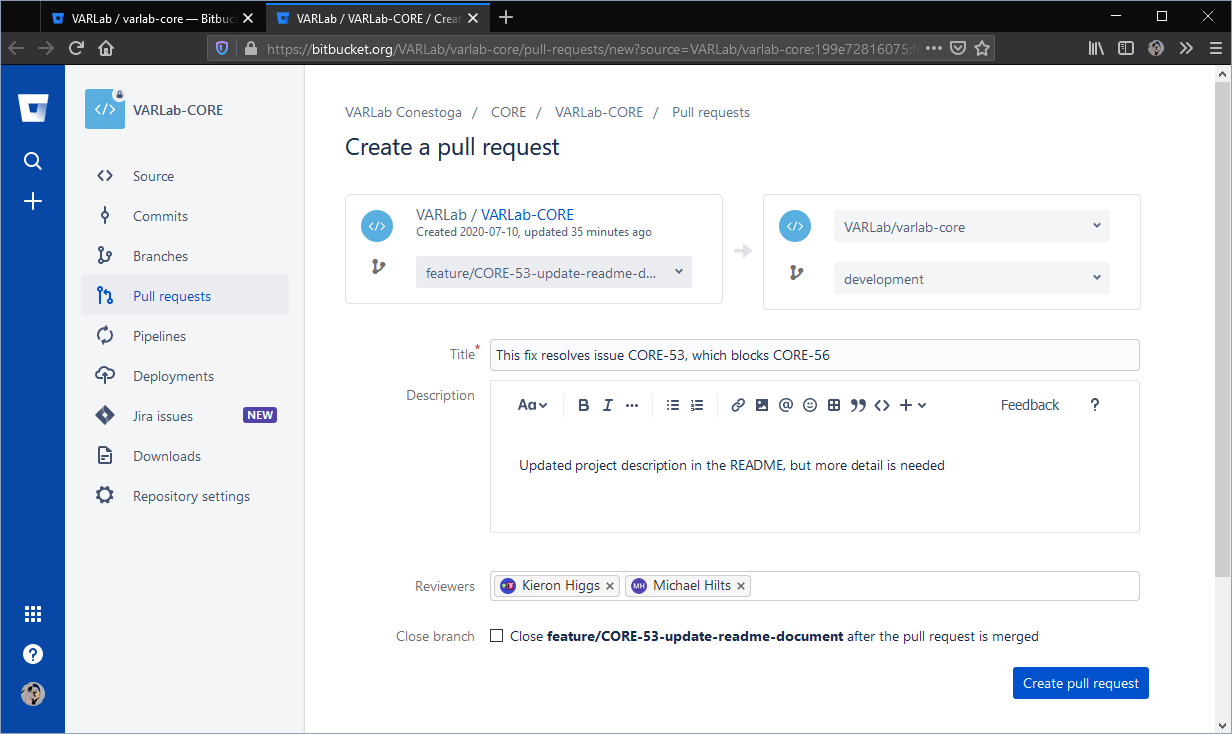 VARLab / varlab-core — Bitbuc
VARLab / VARLab-CORE / Creat
https://bitbucket.org/VARLab/varlab-core/pull-requests/new?source=VARLab/varlab-core:199e72816075:f
VARLab-CORE
Source
Commits
Branches
Pull requests
Pipelines
Deployments
Jira issues NEW
Downloads
Repository settings
VARLab Conestoga / CORE / VARLab-CORE / Pull requests
Create a pull request
VARLab / VARLab-CORE
Created 2020-07-10, updated 35 minutes ago
feature/CORE-53-update-readme-d...
VARLab/varlab-core
development
Title* This fix resolves issue CORE-53, which blocks CORE-56
Description
Aa B I ••• @ Feedback ?
Updated project description in the README, but more detail is needed
Reviewers Kieron Higgs MH Michael Hilts
Close branch Close feature/CORE-53-update-readme-document after the pull request is merged
Create pull request